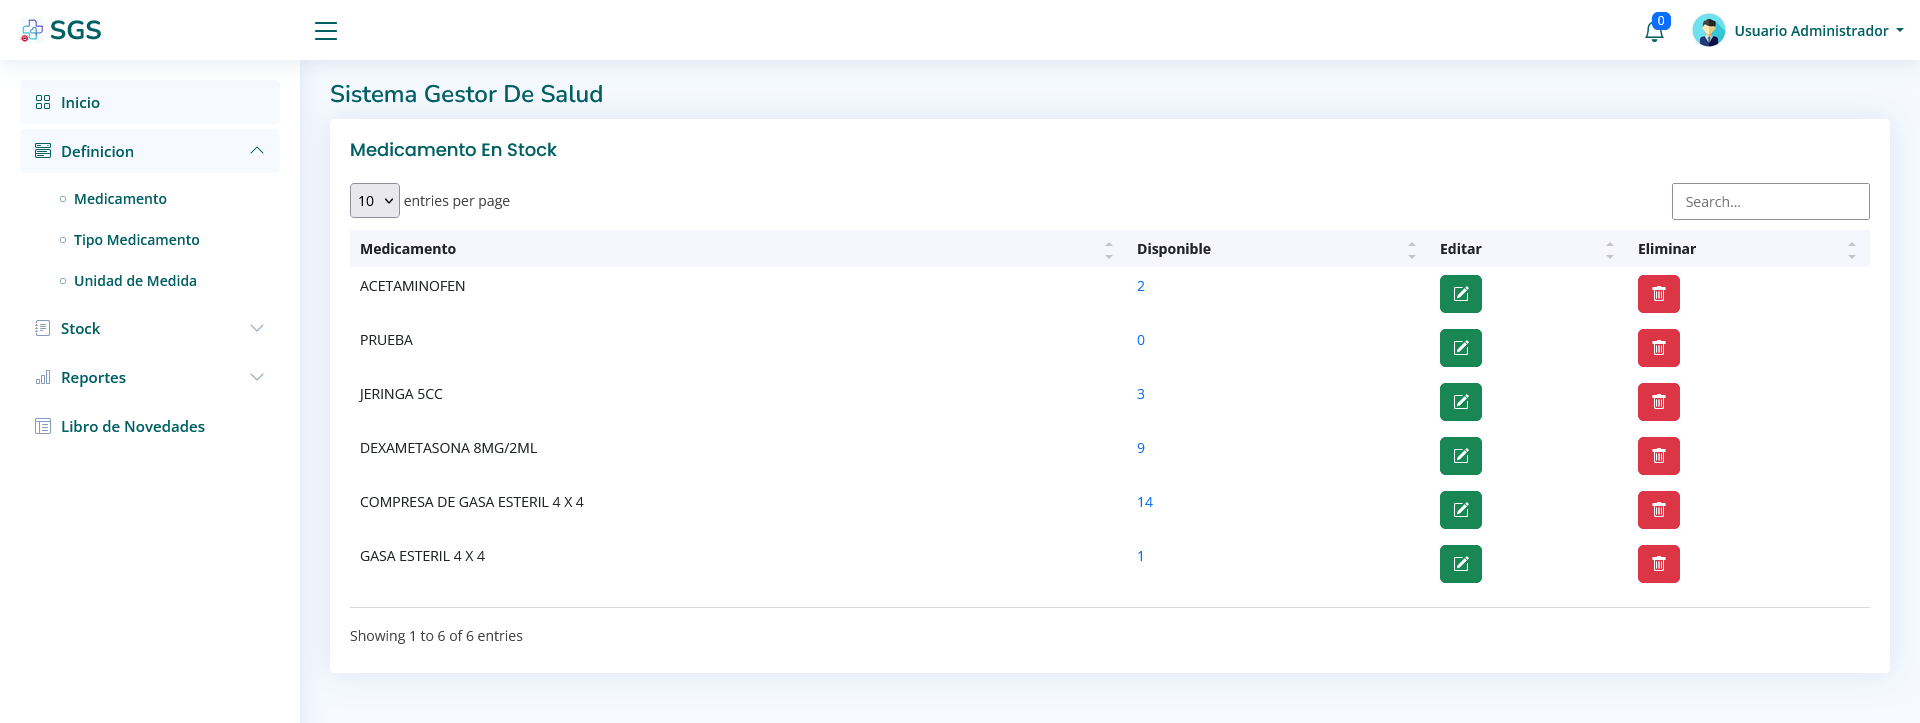 SGS
0
Usuario Administrador
Inicio
Definicion
Medicamento
Tipo Medicamento
Unidad de Medida
Stock
Reportes
Libro de Novedades
Sistema Gestor De Salud
Medicamento En Stock
10 entries per page
Search...
Medicamento Disponible Editar Eliminar
ACETAMINOFEN 2
PRUEBA 0
JERINGA 5CC 3
DEXAMETASONA 8MG/2ML 9
COMPRESA DE GASA ESTERIL 4 X 4 14
GASA ESTERIL 4 X 4 1
Showing 1 to 6 of 6 entries